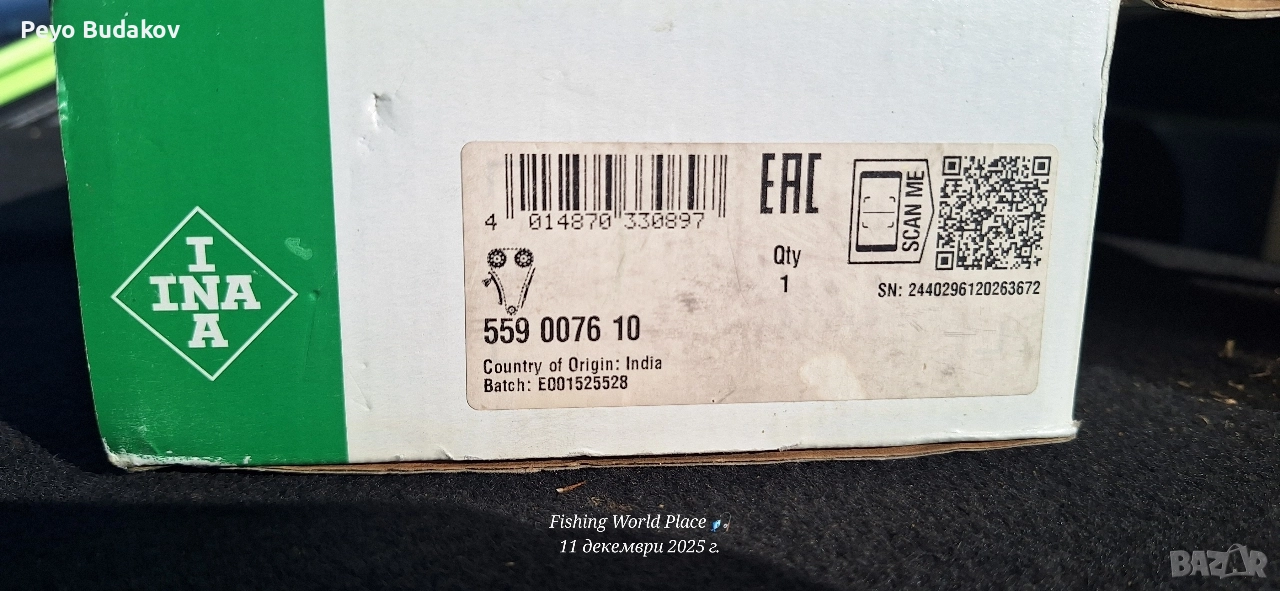 Peyo Budakov
INA
INA
4 014870 330897
EAC
SCAN ME
Qty
1
SN: 2440296120263672
559 0076 10
Country of Origin: India
Batch: E001525528
Fishing World Place
11 декември 2025 г.
BAZAR